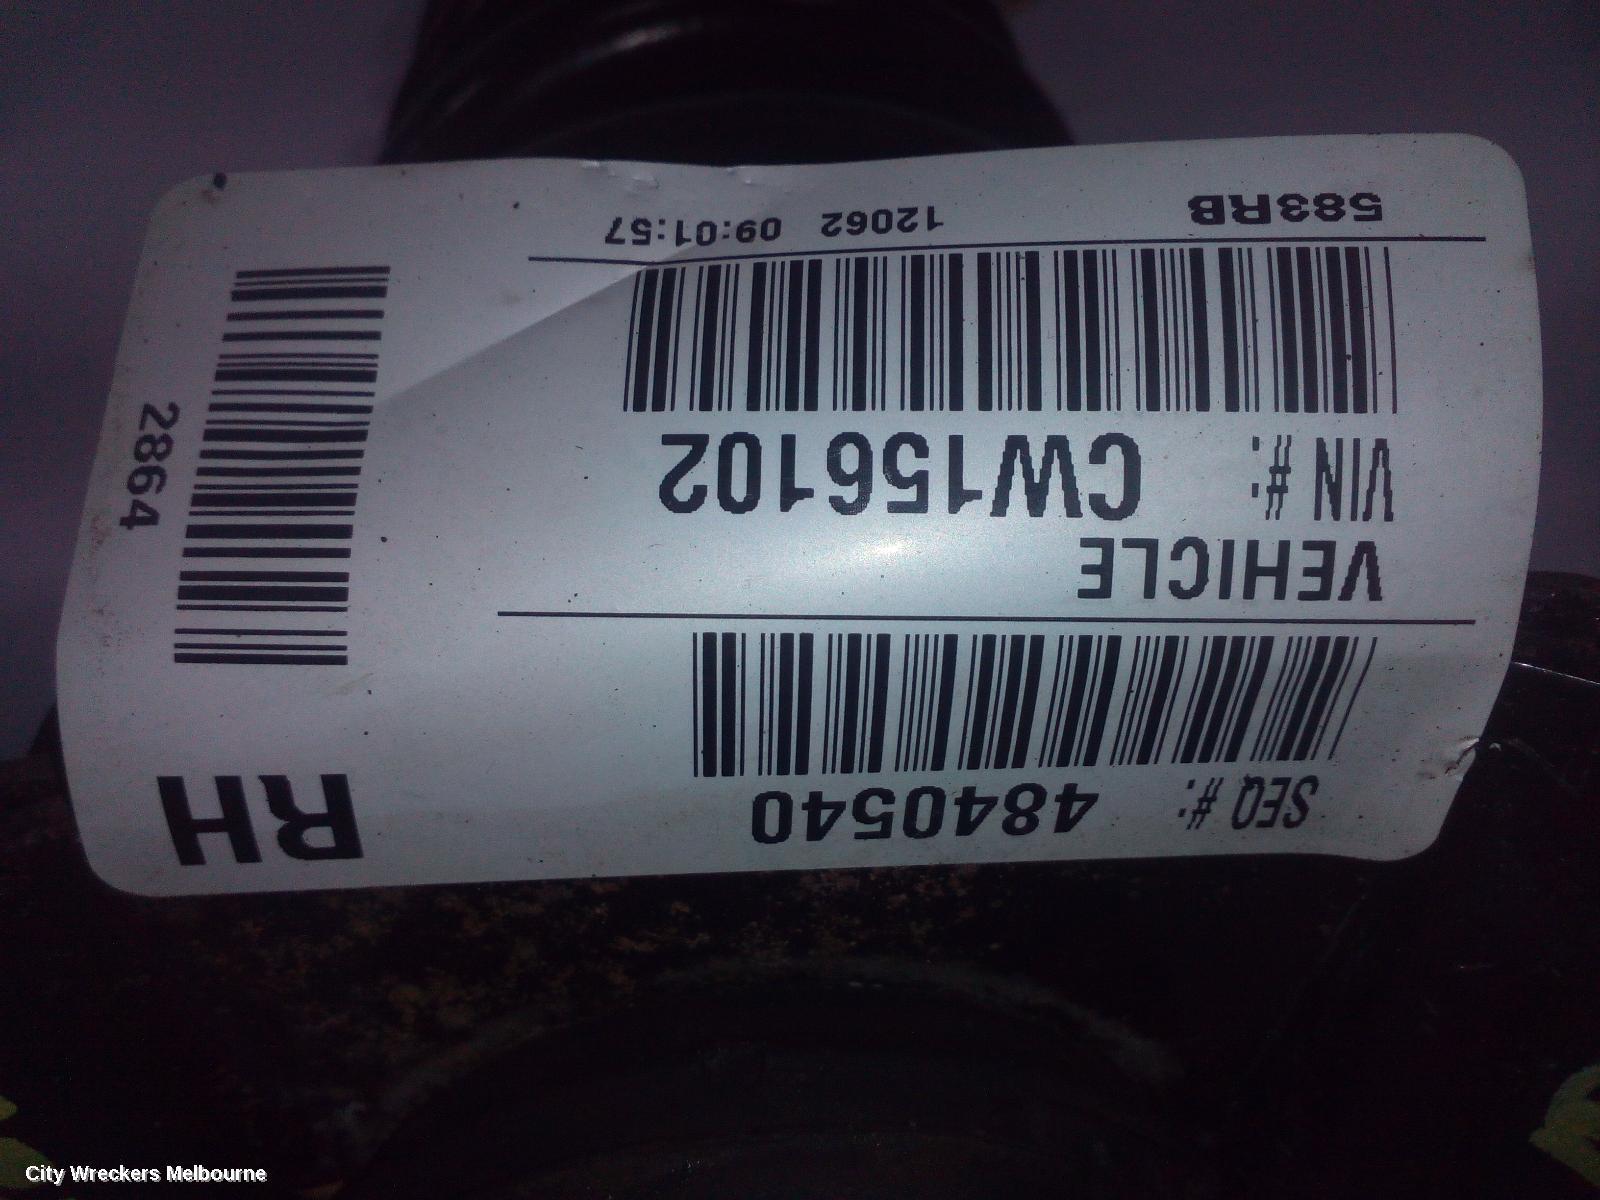 SEQ #: 4840540
RH
VEHICLE
VIN #: CW156102
2864
583RB 12062 09:01:57
City Wreckers Melbourne